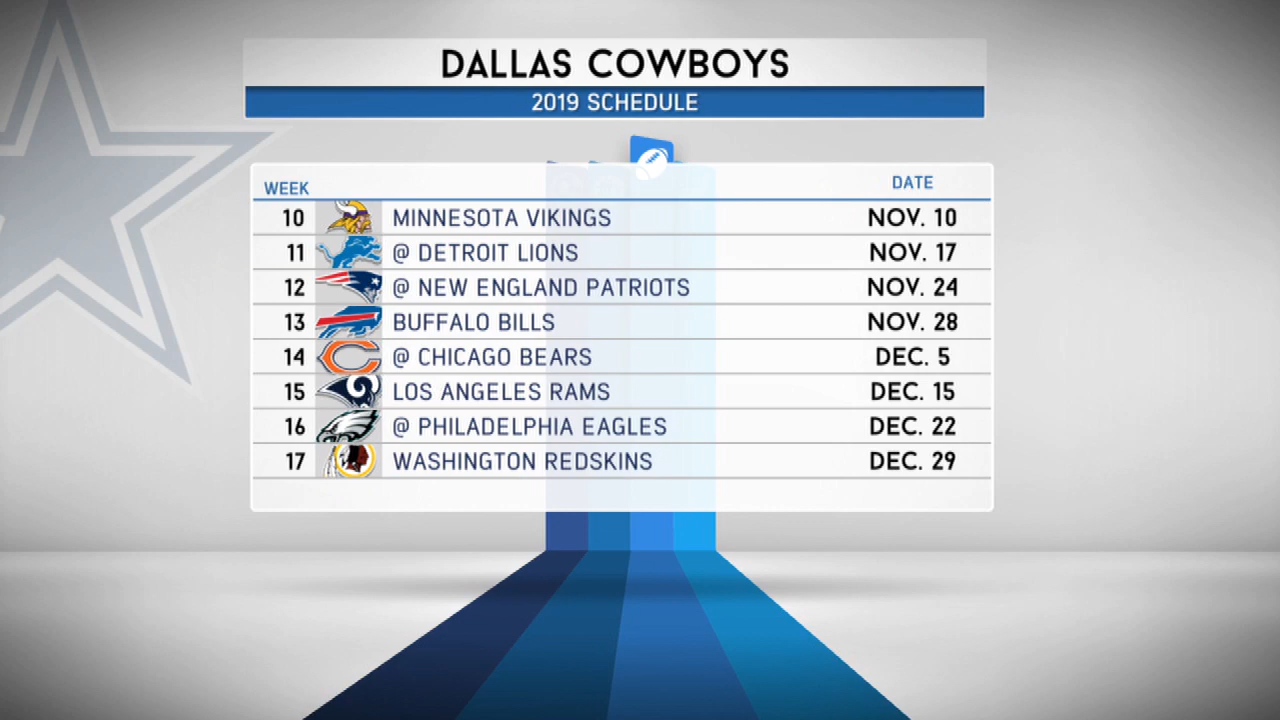 DALLAS COWBOYS
2019 SCHEDULE
WEEK DATE
10 MINNESOTA VIKINGS NOV. 10
11 @ DETROIT LIONS NOV. 17
12 @ NEW ENGLAND PATRIOTS NOV. 24
13 BUFFALO BILLS NOV. 28
14 @ CHICAGO BEARS DEC. 5
15 LOS ANGELES RAMS DEC. 15
16 @ PHILADELPHIA EAGLES DEC. 22
17 WASHINGTON REDSKINS DEC. 29